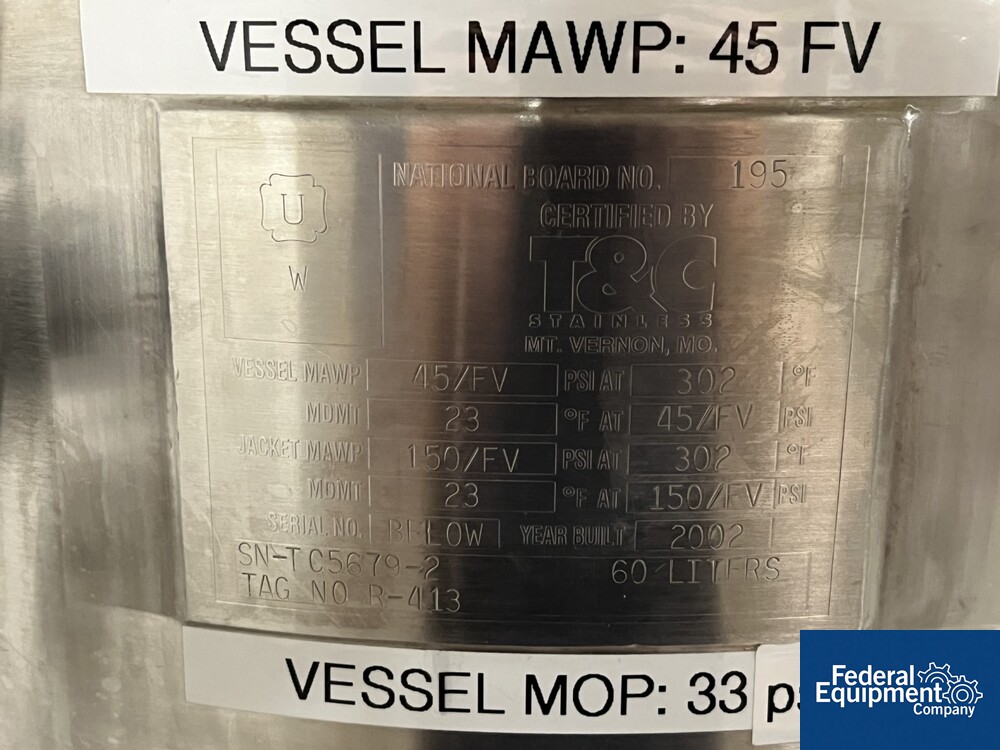 VESSEL MAWP: 45 FV
NATIONAL BOARD NO. 195
U
W
CERTIFIED BY
T&C
STAINLESS
MT. VERNON, MO.
VESSEL MAWP 45/FV PSI AT 302 °F
MDMT 23 °F AT 45/FV PSI
JACKET MAWP 150/FV PSI AT 302 °F
MDMT 23 °F AT 150/FV PSI
SERIAL NO. BELOW YEAR BUILT 2002
SN-TC5679-2 60 LITERS
TAG NO R-413
VESSEL MOP: 33
Federal
Equipment
Company